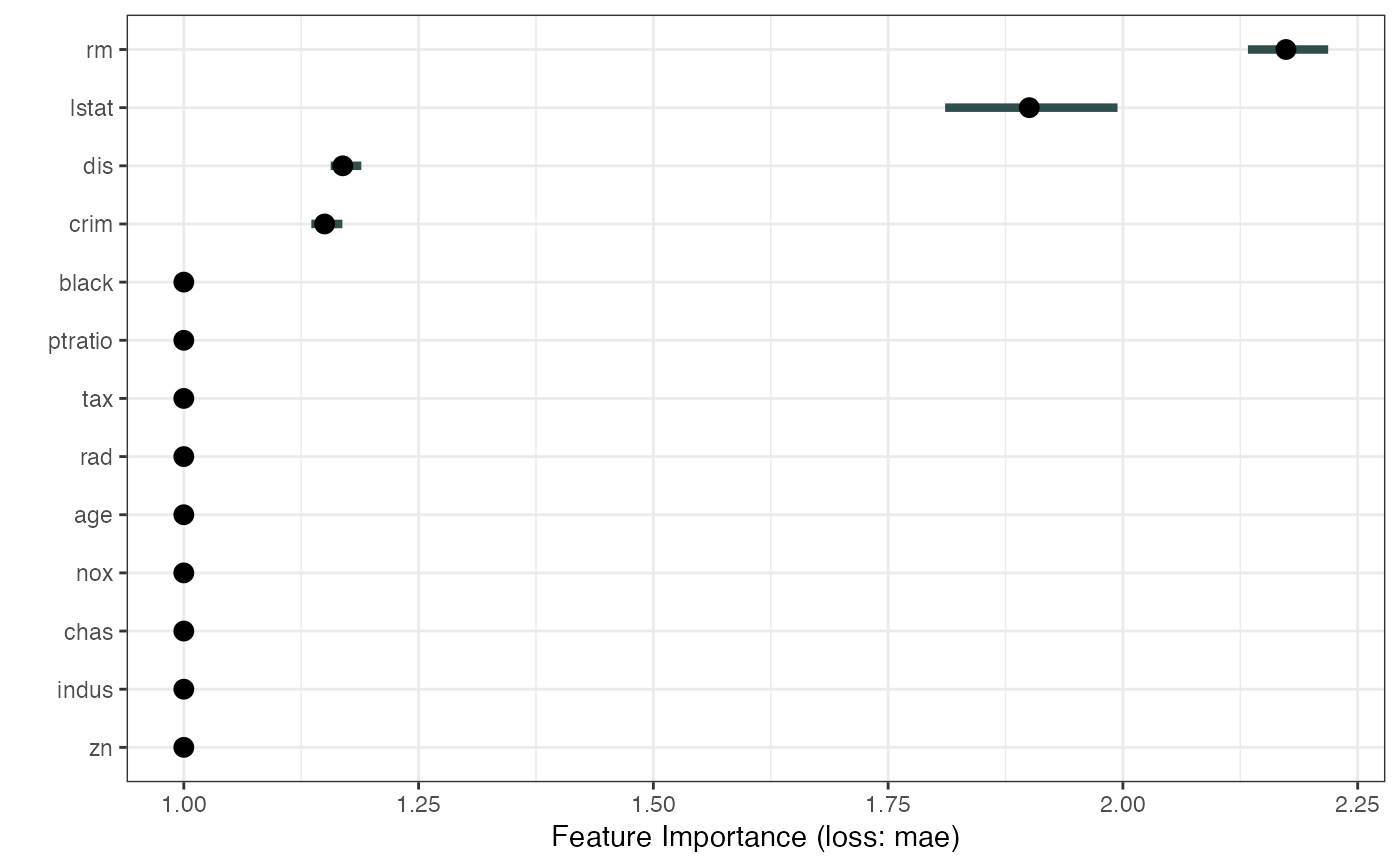 rm
lstat
dis
crim
black
ptratio
tax
rad
age
nox
chas
indus
zn
1.00 1.25 1.50 1.75 2.00 2.25
Feature Importance (loss: mae)